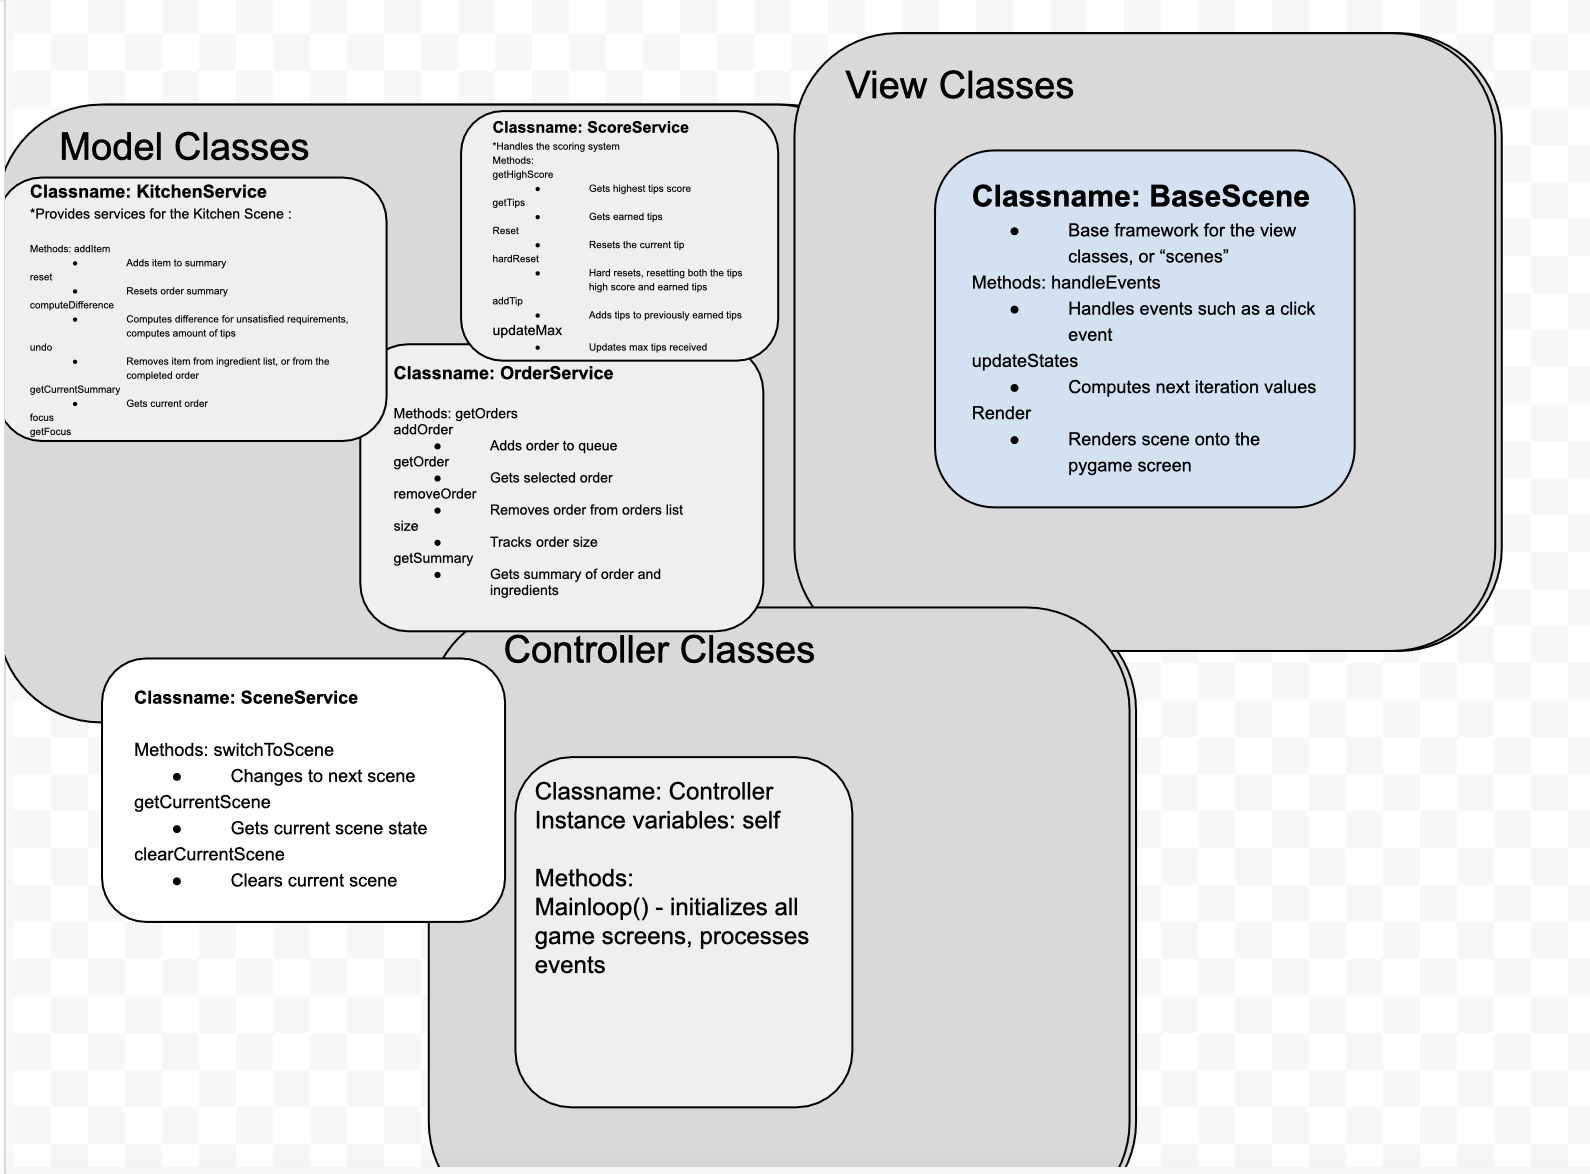 Model Classes
Classname: KitchenService
*Provides services for the Kitchen Scene :
Methods: addItem
● Adds item to summary
reset
● Resets order summary
computeDifference
● Computes difference for unsatisfied requirements,
computes amount of tips
undo
● Removes item from ingredient list, or from the
completed order
getCurrentSummary
● Gets current order
focus
getFocus
Classname: ScoreService
*Handles the scoring system
Methods:
getHighScore
● Gets highest tips score
getTips
● Gets earned tips
Reset
● Resets the current tip
hardReset
● Hard resets, resetting both the tips
high score and earned tips
addTip
● Adds tips to previously earned tips
updateMax
● Updates max tips received
Classname: OrderService
Methods: getOrders
addOrder
● Adds order to queue
getOrder
● Gets selected order
removeOrder
● Removes order from orders list
size
● Tracks order size
getSummary
● Gets summary of order and
ingredients
Classname: SceneService
Methods: switchToScene
● Changes to next scene
getCurrentScene
● Gets current scene state
clearCurrentScene
● Clears current scene
View Classes
Classname: BaseScene
● Base framework for the view
classes, or “scenes”
Methods: handleEvents
● Handles events such as a click
event
updateStates
● Computes next iteration values
Render
● Renders scene onto the
pygame screen
Controller Classes
Classname: Controller
Instance variables: self
Methods:
Mainloop() - initializes all
game screens, processes
events